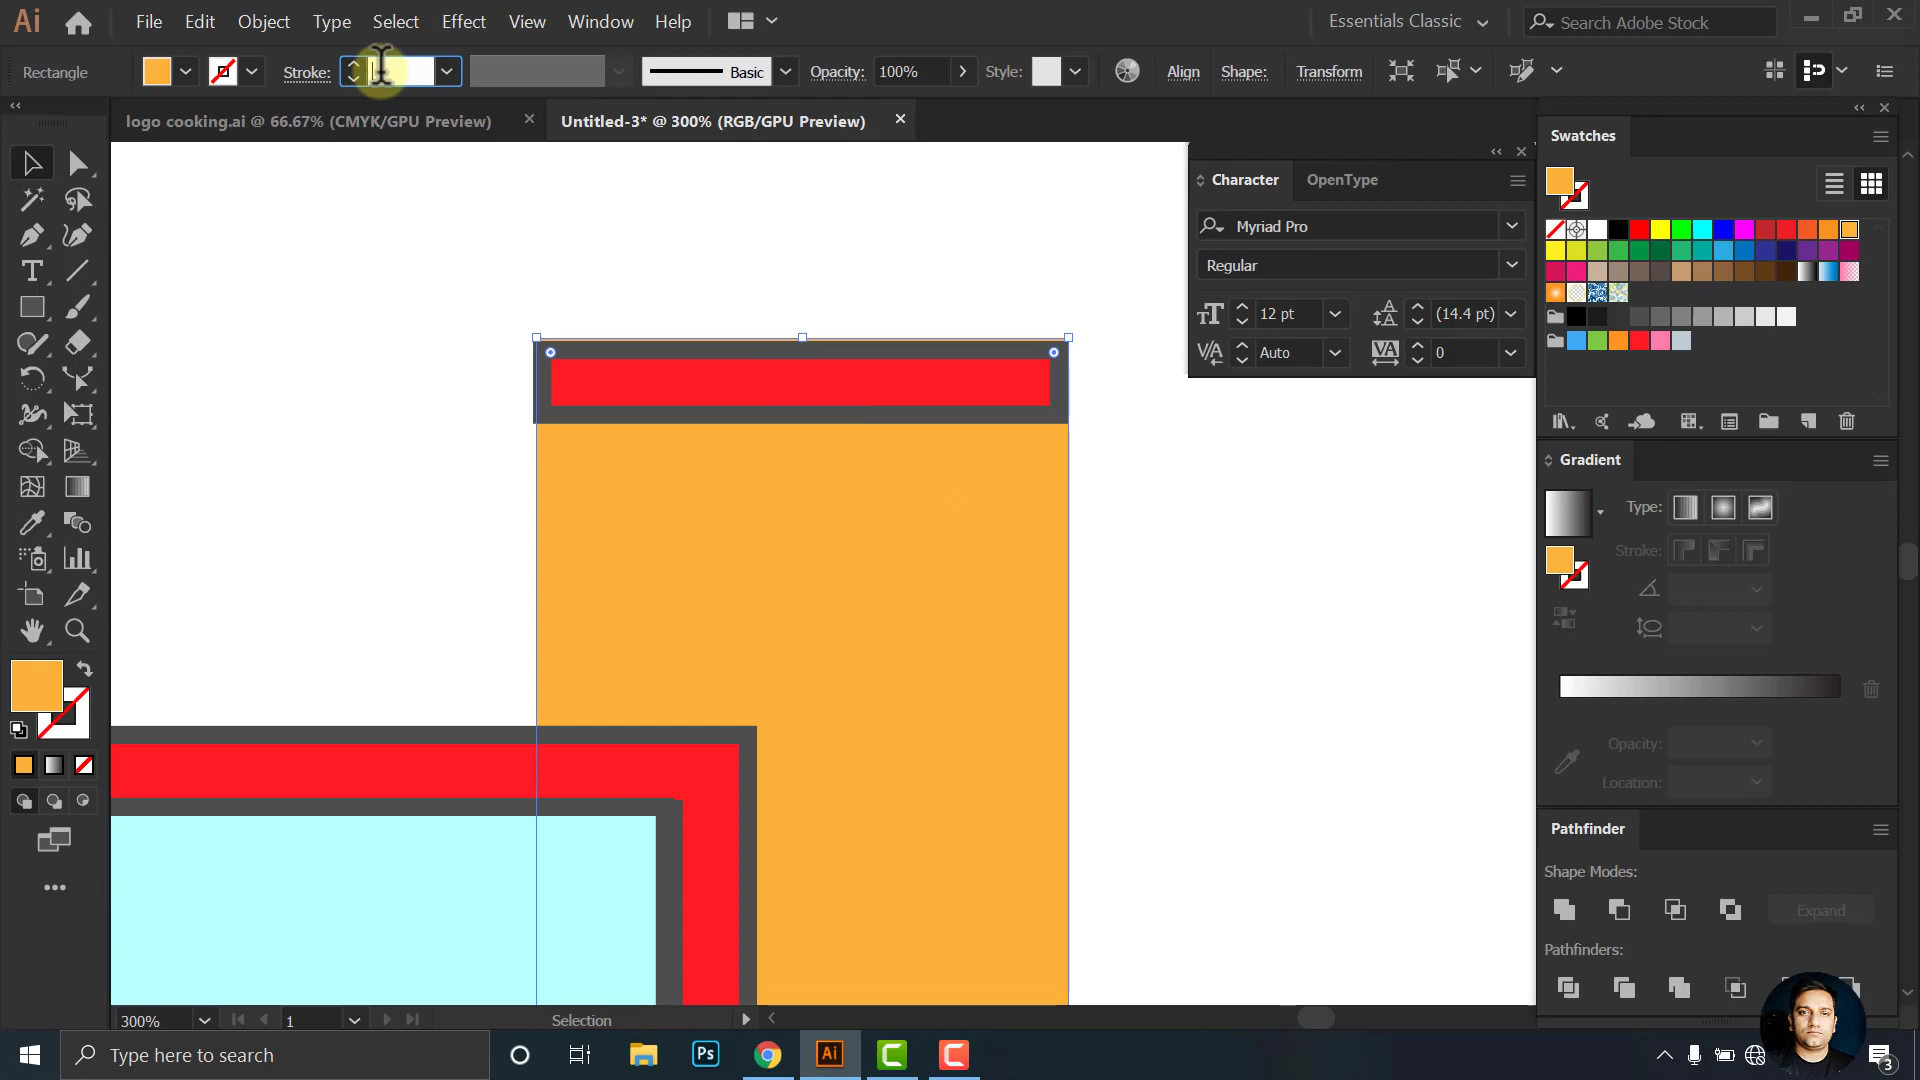 Ai File Edit Object Type Select Effect View Window Help Essentials Classic Search Adobe Stock
Rectangle Stroke: Basic Opacity: 100% Style: Align Shape: Transform
logo cooking.ai @ 66.67% (CMYK/GPU Preview) Untitled-3* @ 300% (RGB/GPU Preview)
Swatches
Character OpenType
Myriad Pro
Regular
12 pt (14.4 pt)
Auto 0
Gradient
Type:
Stroke:
Opacity:
Location:
Pathfinder
Shape Modes:
Expand
Pathfinders:
300% 1 Selection
Type here to search Ps Ai 3